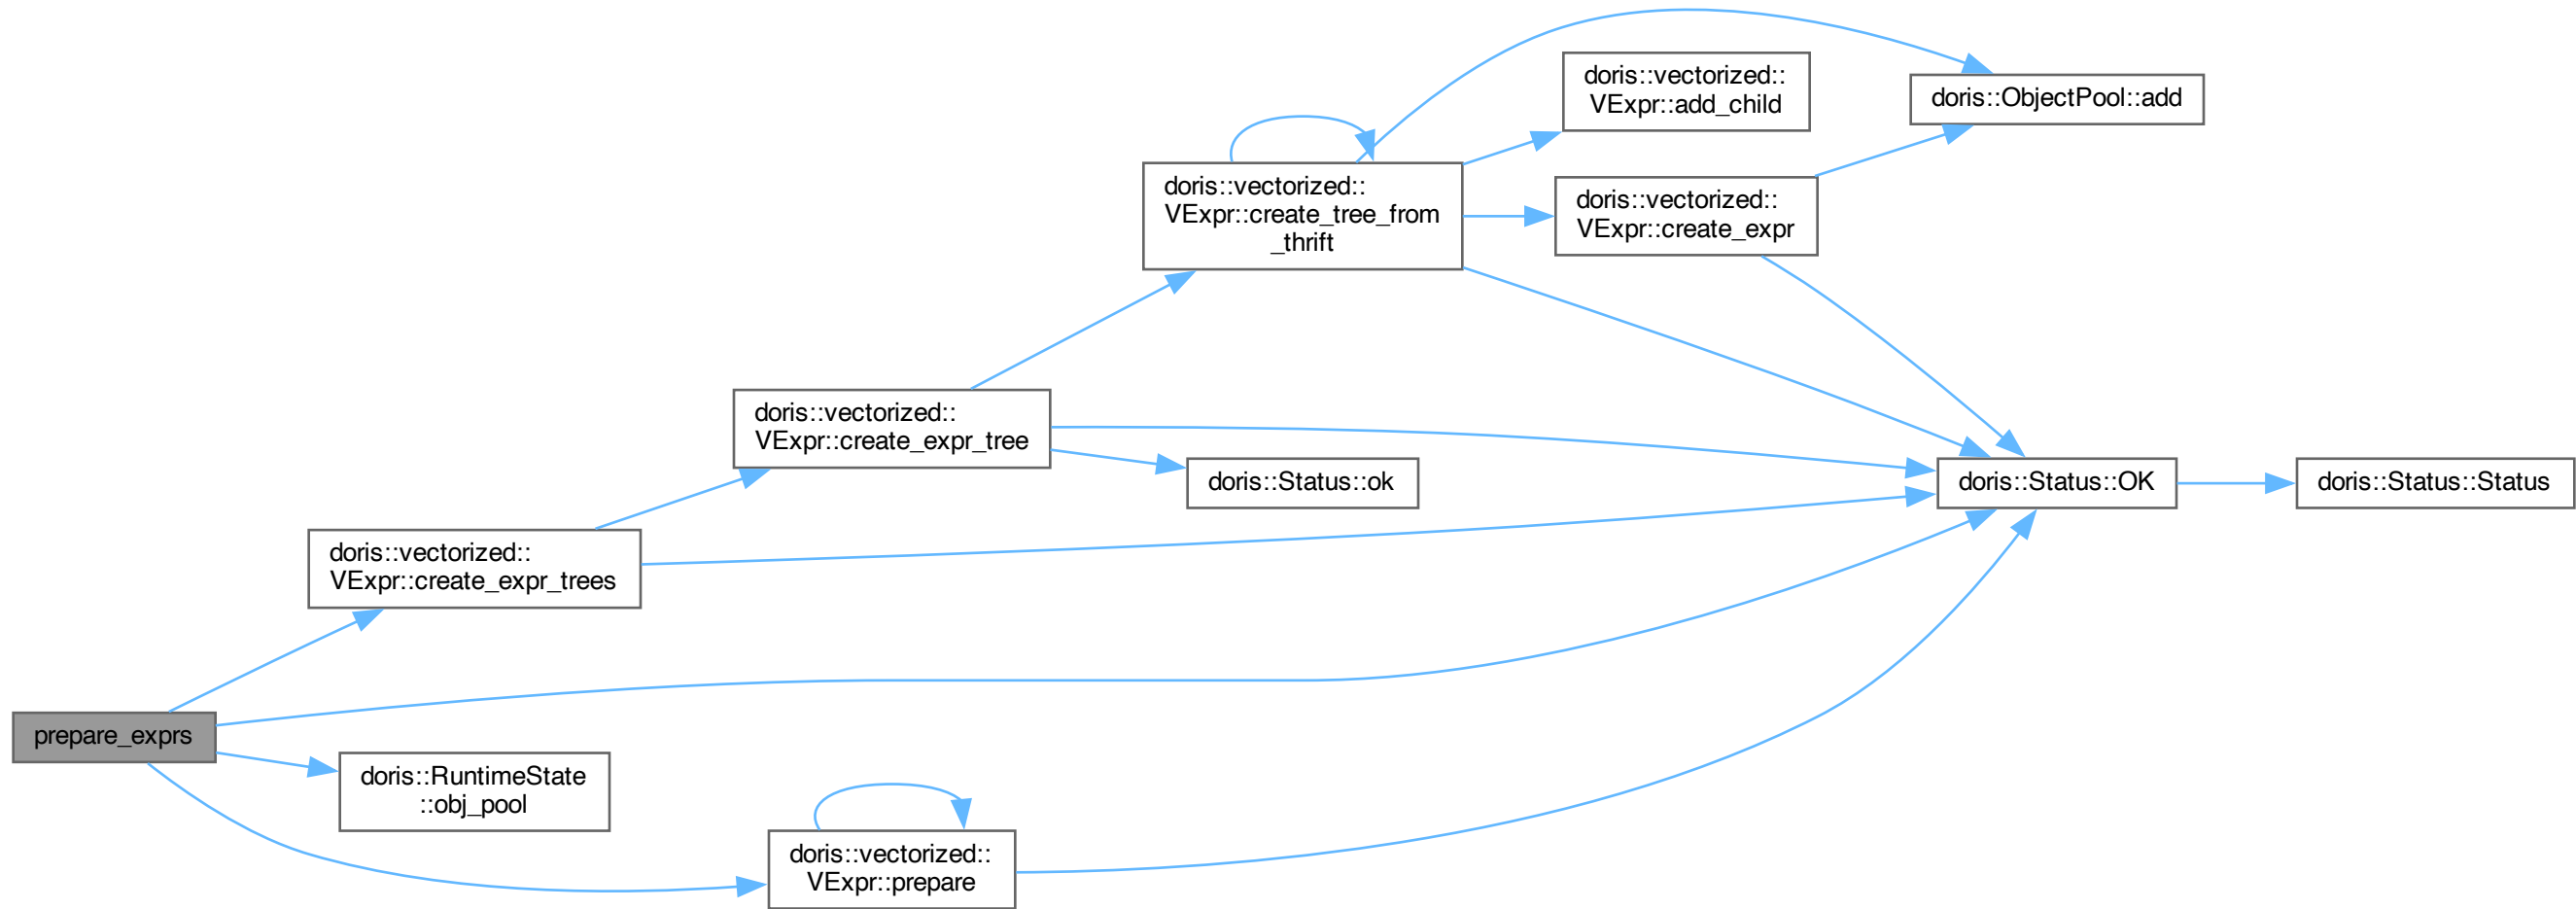 prepare_exprs
doris::vectorized::
VExpr::create_expr_trees
doris::RuntimeState
::obj_pool
doris::vectorized::
VExpr::prepare
doris::vectorized::
VExpr::create_expr_tree
doris::vectorized::
VExpr::create_tree_from
_thrift
doris::Status::ok
doris::vectorized::
VExpr::add_child
doris::vectorized::
VExpr::create_expr
doris::ObjectPool::add
doris::Status::OK
doris::Status::Status